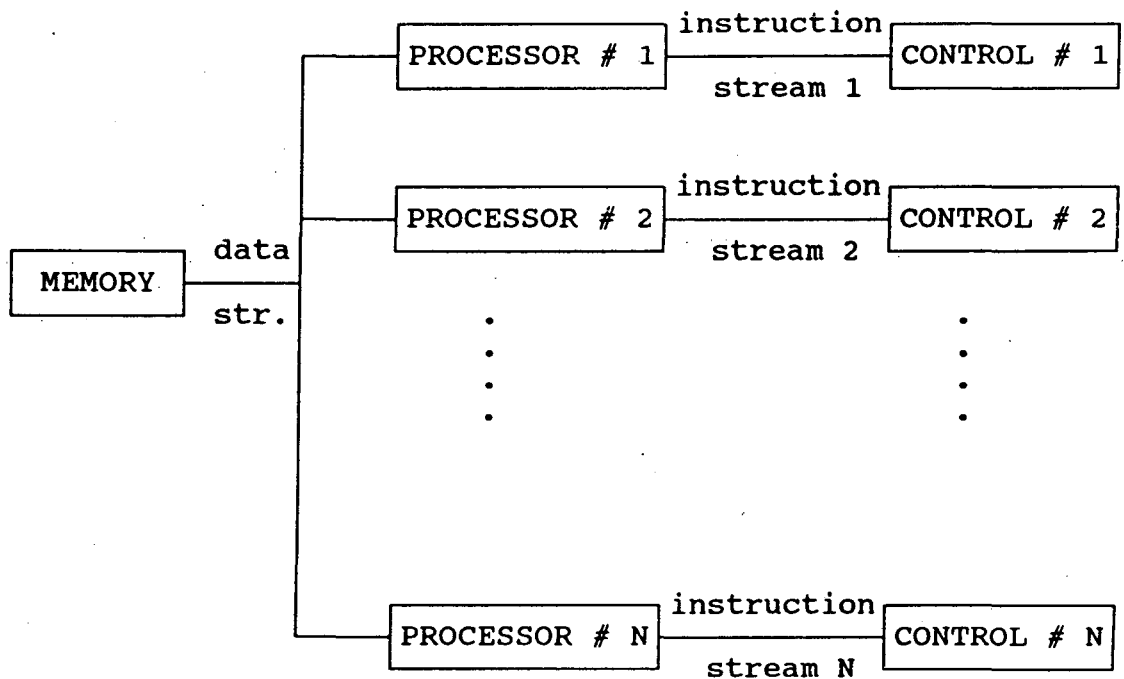 instruction
PROCESSOR # 1
CONTROL # 1
stream 1
instruction
PROCESSOR # 2
CONTROL # 2
stream 2
data
MEMORY
str.
instruction
PROCESSOR # N
CONTROL # N
stream N